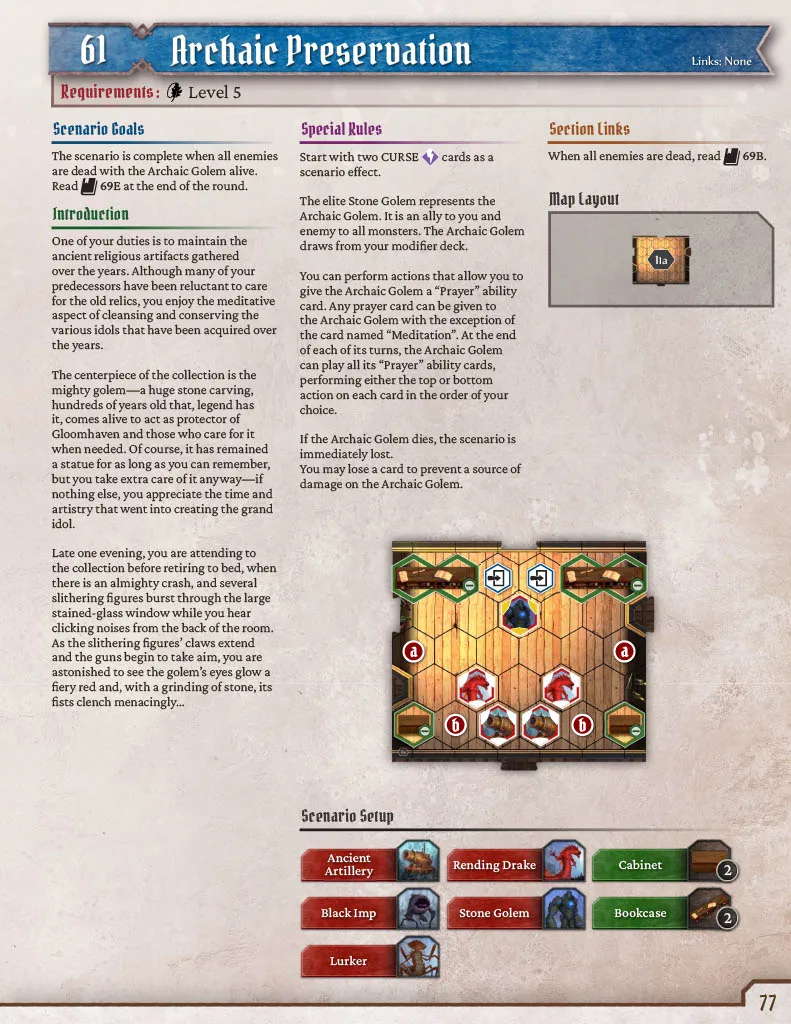 61
Archaic Preservation
Links: None
Requirements: Level 5
Scenario Goals
The scenario is complete when all enemies
are dead with the Archaic Golem alive.
Read 69E at the end of the round.
Introduction
One of your duties is to maintain the
ancient religious artifacts gathered
over the years. Although many of your
predecessors have been reluctant to care
for the old relics, you enjoy the meditative
aspect of cleansing and conserving the
various idols that have been acquired over
the years.
The centerpiece of the collection is the
mighty golem—a huge stone carving,
hundreds of years old that, legend has
it, comes alive to act as protector of
Gloomhaven and those who care for it
when needed. Of course, it has remained
a statue for as long as you can remember,
but you take extra care of it anyway—if
nothing else, you appreciate the time and
artistry that went into creating the grand
idol.
Late one evening, you are attending to
the collection before retiring to bed, when
there is an almighty crash, and several
slithering figures burst through the large
stained-glass window while you hear
clicking noises from the back of the room.
As the slithering figures' claws extend
and the guns begin to take aim, you are
astonished to see the golem's eyes glow a
fiery red and, with a grinding of stone, its
fists clench menacingly...
Special Rules
Start with two CURSE cards as a
scenario effect.
The elite Stone Golem represents the
Archaic Golem. It is an ally to you and
enemy to all monsters. The Archaic Golem
draws from your modifier deck.
You can perform actions that allow you to
give the Archaic Golem a “Prayer” ability
card. Any prayer card can be given to
the Archaic Golem with the exception of
the card named “Meditation”. At the end
of each of its turns, the Archaic Golem
can play all its “Prayer” ability cards,
performing either the top or bottom
action on each card in the order of your
choice.
If the Archaic Golem dies, the scenario is
immediately lost.
You may lose a card to prevent a source of
damage on the Archaic Golem.
Section Links
When all enemies are dead, read 69B.
Map Layout
11a
a
a
b
b
Scenario Setup
Ancient
Artillery
Rending Drake
Cabinet
2
Black Imp
Stone Golem
Bookcase
2
Lurker
77